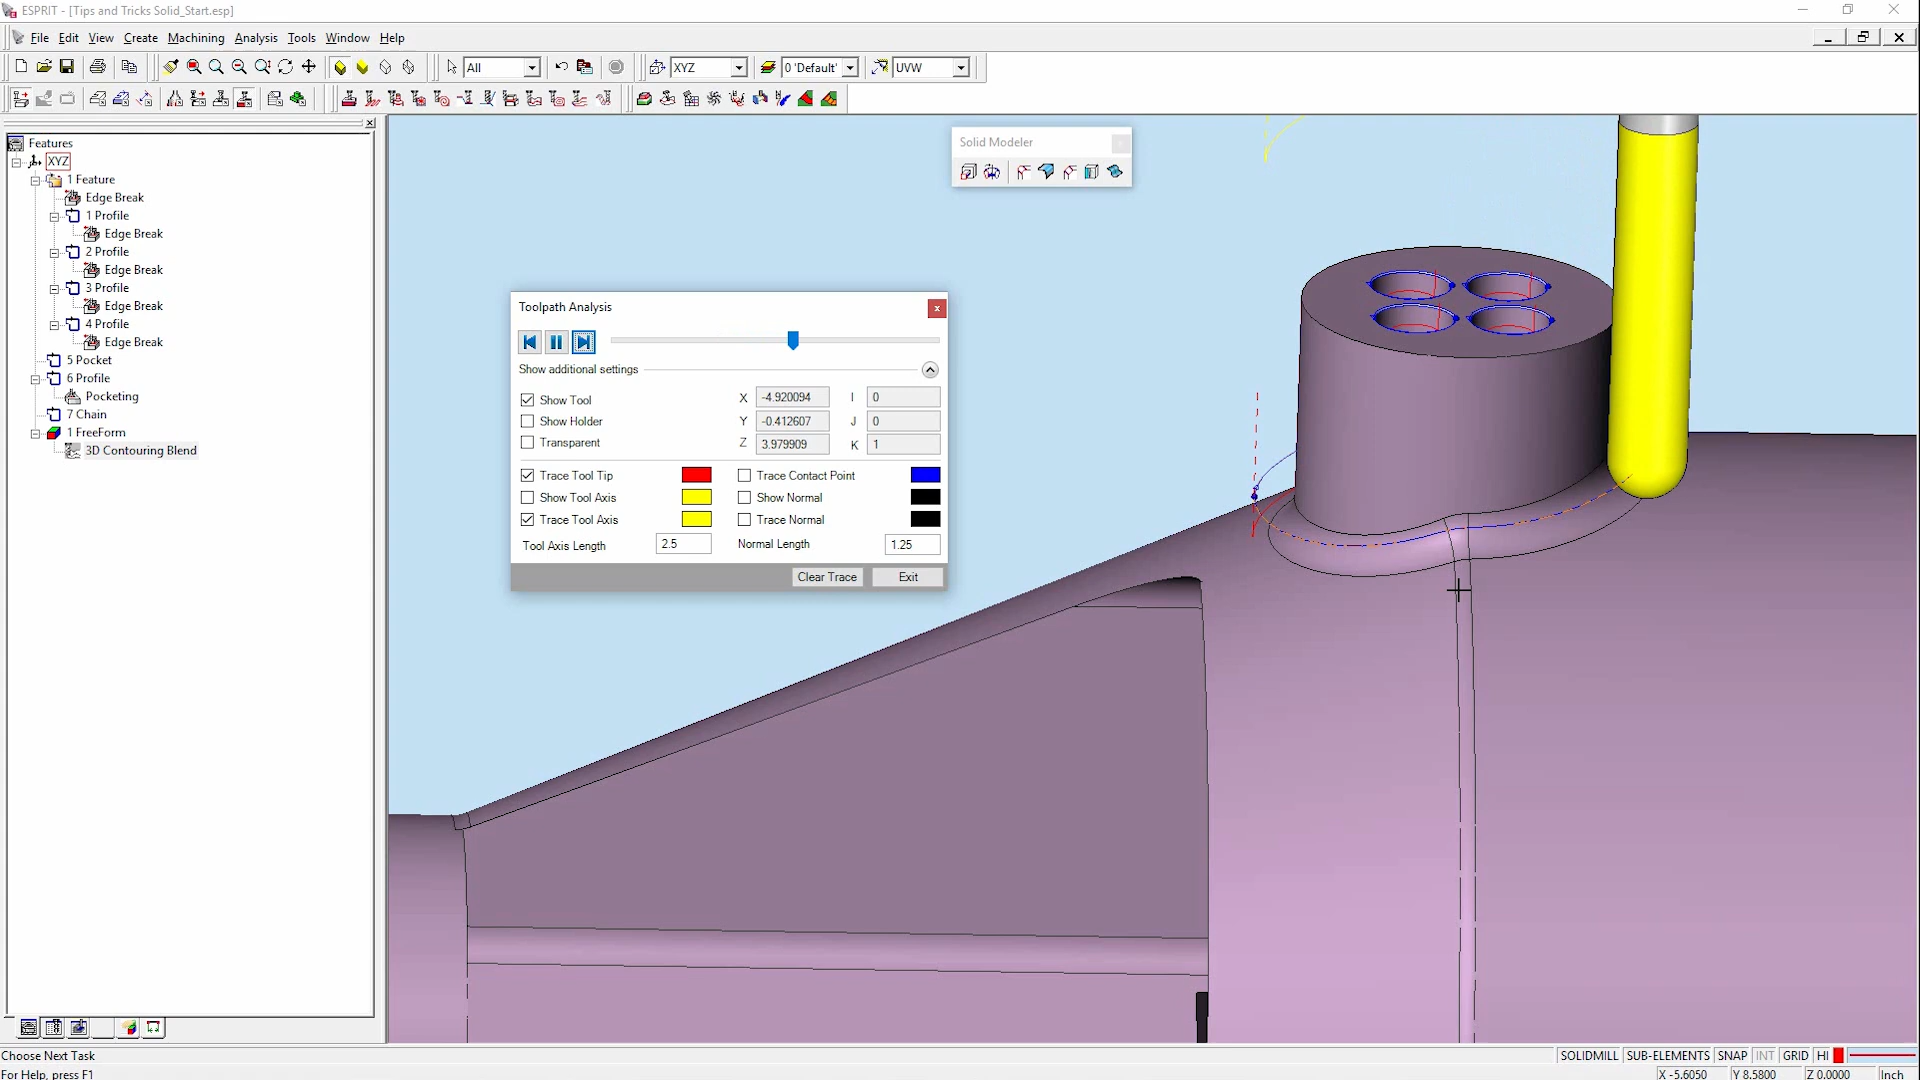 ESPRIT - [Tips and Tricks Solid_Start.esp]
File Edit View Create Machining Analysis Tools Window Help
All XYZ 0 'Default' UVW
Features
XYZ
1 Feature
Edge Break
1 Profile
Edge Break
2 Profile
Edge Break
3 Profile
Edge Break
4 Profile
Edge Break
5 Pocket
6 Profile
Pocketing
7 Chain
1 FreeForm
3D Contouring Blend
Solid Modeler
Toolpath Analysis
Show additional settings
Show Tool X -4.920094 I 0
Show Holder Y -0.412607 J 0
Transparent Z 3.979909 K 1
Trace Tool Tip Trace Contact Point
Show Tool Axis Show Normal
Trace Tool Axis Trace Normal
Tool Axis Length 2.5 Normal Length 1.25
Clear Trace Exit
Choose Next Task SOLIDMILL SUB-ELEMENTS SNAP INT GRID HI
For Help, press F1 X -5.6050 Y 8.5800 Z 0.0000 Inch